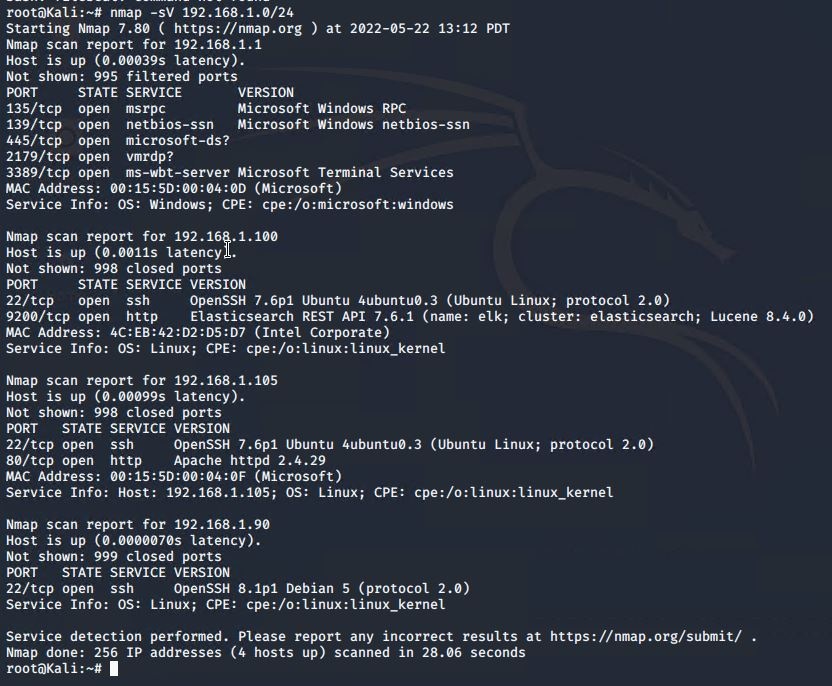 root@Kali:~# nmap -sV 192.168.1.0/24
Starting Nmap 7.80 ( https://nmap.org ) at 2022-05-22 13:12 PDT
Nmap scan report for 192.168.1.1
Host is up (0.00039s latency).
Not shown: 995 filtered ports
PORT     STATE SERVICE       VERSION
135/tcp  open  msrpc         Microsoft Windows RPC
139/tcp  open  netbios-ssn   Microsoft Windows netbios-ssn
445/tcp  open  microsoft-ds?
2179/tcp open  vmrdp?
3389/tcp open  ms-wbt-server Microsoft Terminal Services
MAC Address: 00:15:5D:00:04:0D (Microsoft)
Service Info: OS: Windows; CPE: cpe:/o:microsoft:windows
Nmap scan report for 192.168.1.100
Host is up (0.0011s latency).
Not shown: 998 closed ports
PORT     STATE SERVICE VERSION
22/tcp   open  ssh     OpenSSH 7.6p1 Ubuntu 4ubuntu0.3 (Ubuntu Linux; protocol 2.0)
9200/tcp open  http    Elasticsearch REST API 7.6.1 (name: elk; cluster: elasticsearch; Lucene 8.4.0)
MAC Address: 4C:EB:42:D2:D5:D7 (Intel Corporate)
Service Info: OS: Linux; CPE: cpe:/o:linux:linux_kernel
Nmap scan report for 192.168.1.105
Host is up (0.00099s latency).
Not shown: 998 closed ports
PORT   STATE SERVICE VERSION
22/tcp open  ssh     OpenSSH 7.6p1 Ubuntu 4ubuntu0.3 (Ubuntu Linux; protocol 2.0)
80/tcp open  http    Apache httpd 2.4.29
MAC Address: 00:15:5D:00:04:0F (Microsoft)
Service Info: Host: 192.168.1.105; OS: Linux; CPE: cpe:/o:linux:linux_kernel
Nmap scan report for 192.168.1.90
Host is up (0.0000070s latency).
Not shown: 999 closed ports
PORT   STATE SERVICE VERSION
22/tcp open  ssh     OpenSSH 8.1p1 Debian 5 (protocol 2.0)
Service Info: OS: Linux; CPE: cpe:/o:linux:linux_kernel
Service detection performed. Please report any incorrect results at https://nmap.org/submit/ .
Nmap done: 256 IP addresses (4 hosts up) scanned in 28.06 seconds
root@Kali:~#